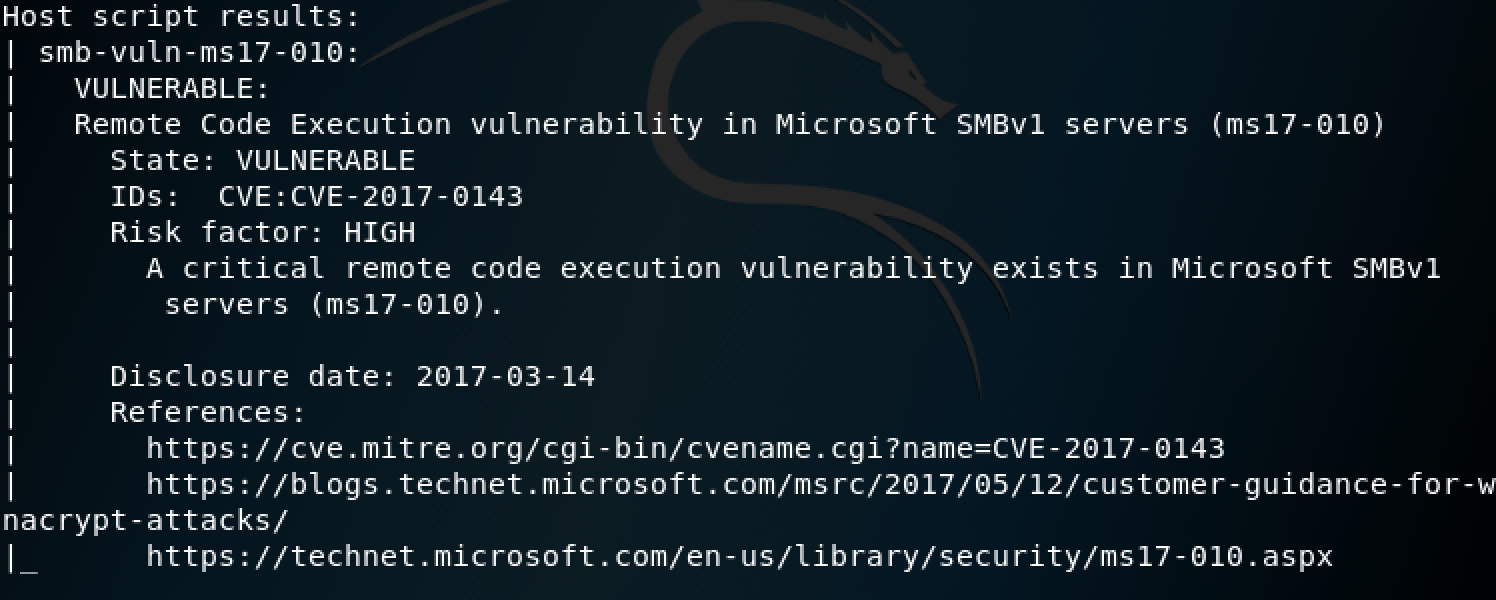 Host script results:
| smb-vuln-ms17-010:
|   VULNERABLE:
|   Remote Code Execution vulnerability in Microsoft SMBv1 servers (ms17-010)
|     State: VULNERABLE
|     IDs:  CVE:CVE-2017-0143
|     Risk factor: HIGH
|       A critical remote code execution vulnerability exists in Microsoft SMBv1
|        servers (ms17-010).
|
|     Disclosure date: 2017-03-14
|     References:
|       https://cve.mitre.org/cgi-bin/cvename.cgi?name=CVE-2017-0143
|       https://blogs.technet.microsoft.com/msrc/2017/05/12/customer-guidance-for-w
nacrypt-attacks/
|_      https://technet.microsoft.com/en-us/library/security/ms17-010.aspx